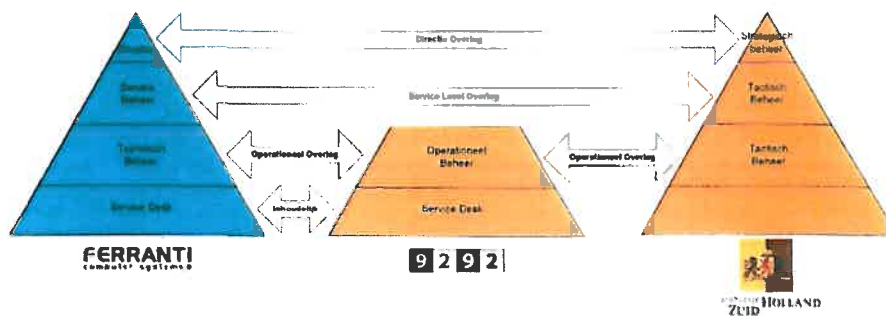 Directie Overleg
Strategisch
beheer
Service
Beheer
Service Level Overleg
Tactisch
Beheer
Technisch
Beheer
Operationeel Overleg
Operationeel
Beheer
Operationeel Overleg
Tactisch
Beheer
Service Desk
Inhoudelijk
Service Desk
FERRANTI
computer systems
9292
provincie
ZUID HOLLAND